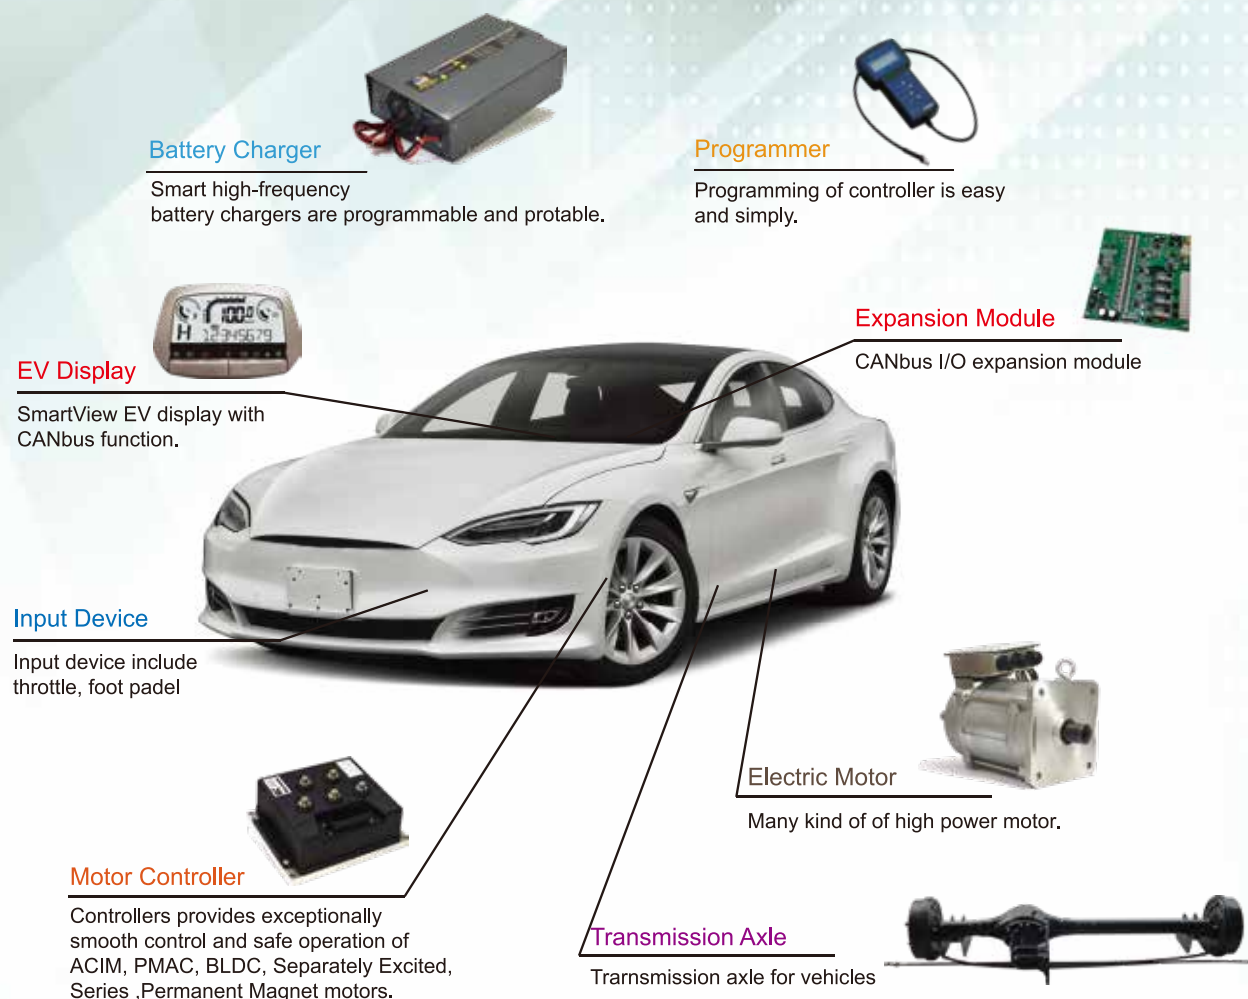 Battery Charger
Smart high-frequency
battery chargers are programmable and protable.
Programmer
Programming of controller is easy
and simply.
Expansion Module
CANbus I/O expansion module
EV Display
SmartView EV display with
CANbus function.
100.0
H 12345679
Input Device
Input device include
throttle, foot padel
Electric Motor
Many kind of of high power motor.
Motor Controller
Controllers provides exceptionally
smooth control and safe operation of
ACIM, PMAC, BLDC, Separately Excited,
Series ,Permanent Magnet motors.
Transmission Axle
Trarnsmission axle for vehicles